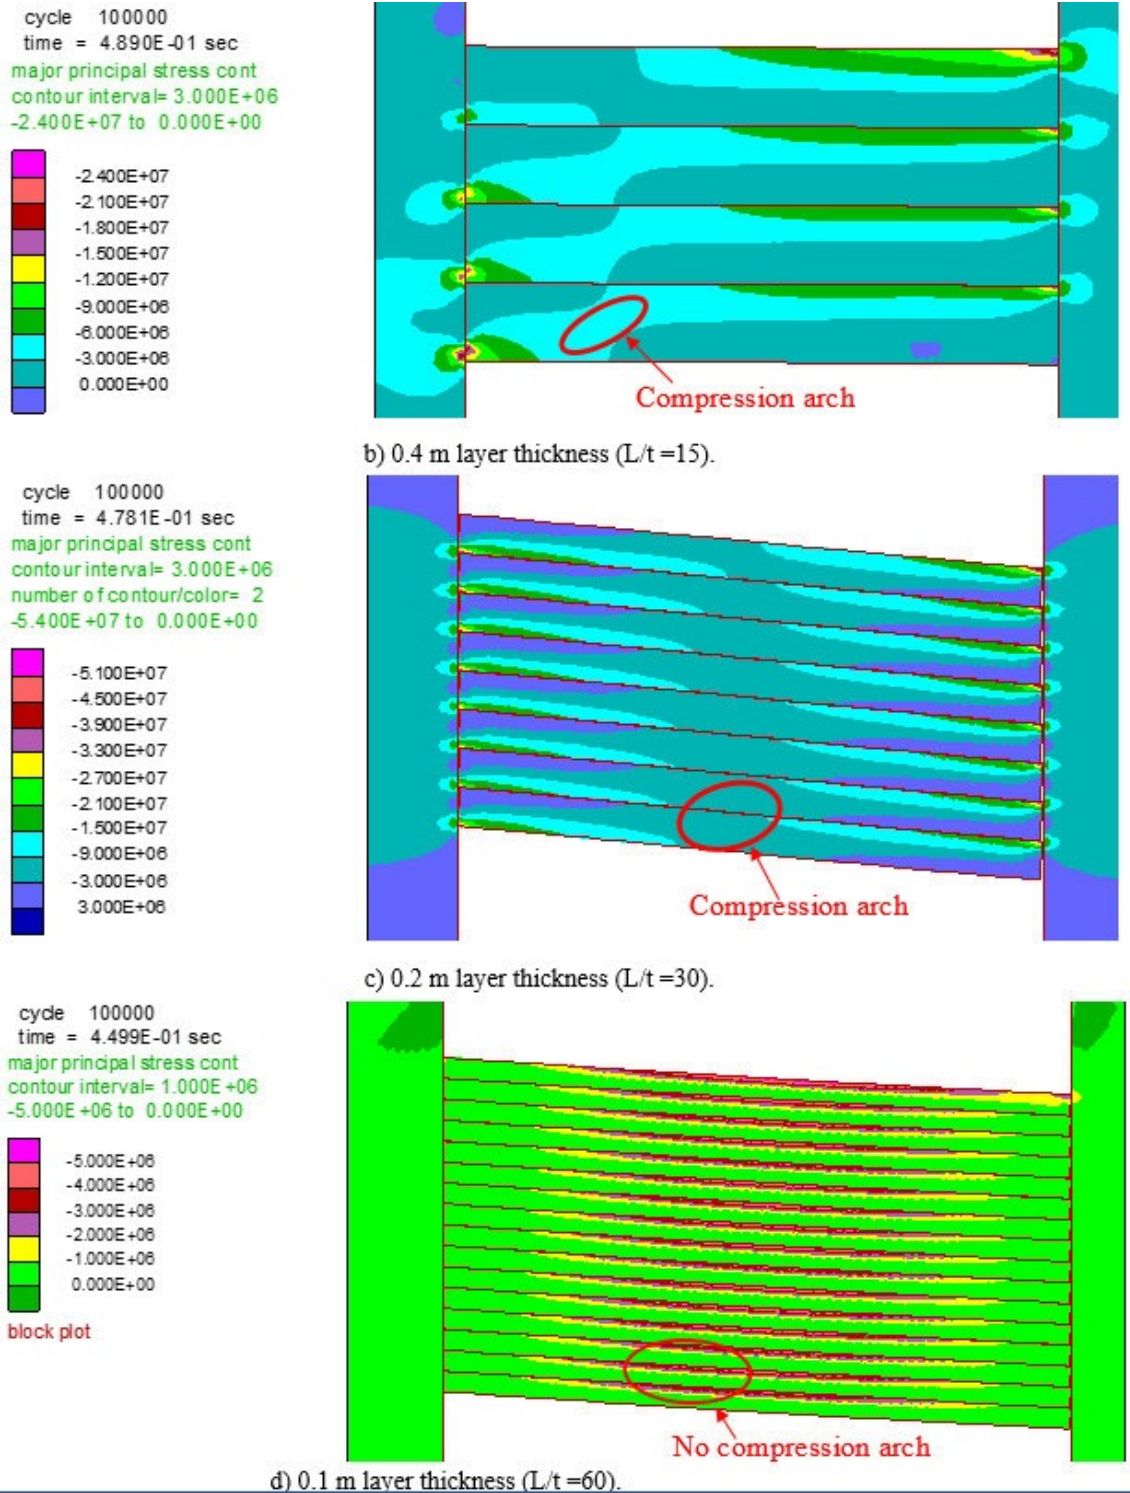 cycle 100000
time = 4.890E-01 sec
major principal stress cont
contour interval= 3.000E+06
-2.400E+07 to 0.000E+00
-2.400E+07
-2.100E+07
-1.800E+07
-1.500E+07
-1.200E+07
-9.000E+06
-6.000E+06
-3.000E+06
0.000E+00
Compression arch
b) 0.4 m layer thickness (L/t =15).
cycle 100000
time = 4.781E-01 sec
major principal stress cont
contour interval= 3.000E+06
number of contour/color= 2
-5.400E+07 to 0.000E+00
-5.100E+07
-4.500E+07
-3.900E+07
-3.300E+07
-2.700E+07
-2.100E+07
-1.500E+07
-9.000E+06
-3.000E+06
3.000E+06
Compression arch
c) 0.2 m layer thickness (L/t =30).
cycle 100000
time = 4.499E-01 sec
major principal stress cont
contour interval= 1.000E+06
-5.000E+06 to 0.000E+00
-5.000E+06
-4.000E+06
-3.000E+06
-2.000E+06
-1.000E+06
0.000E+00
block plot
No compression arch
d) 0.1 m layer thickness (L/t =60).